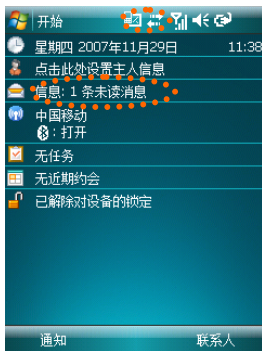 开始
星期四 2007年11月29日 11:38
点击此处设置主人信息
信息: 1 条未读消息
中国移动
: 打开
无任务
无近期约会
已解除对设备的锁定
通知 联系人